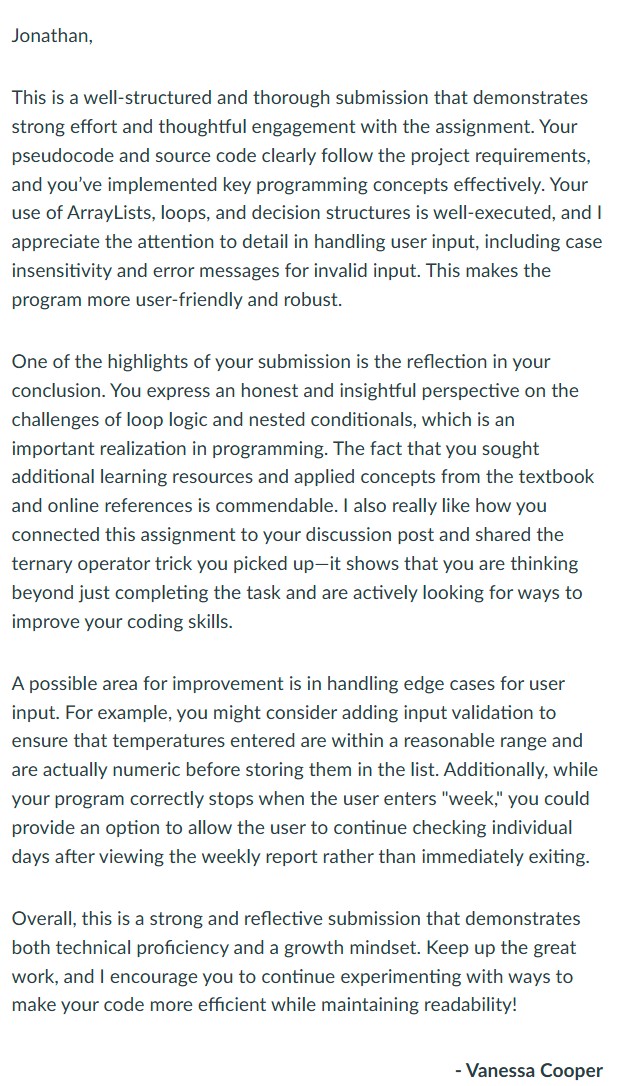 Jonathan,
This is a well-structured and thorough submission that demonstrates
strong effort and thoughtful engagement with the assignment. Your
pseudocode and source code clearly follow the project requirements,
and you’ve implemented key programming concepts effectively. Your
use of ArrayLists, loops, and decision structures is well-executed, and I
appreciate the attention to detail in handling user input, including case
insensitivity and error messages for invalid input. This makes the
program more user-friendly and robust.
One of the highlights of your submission is the reflection in your
conclusion. You express an honest and insightful perspective on the
challenges of loop logic and nested conditionals, which is an
important realization in programming. The fact that you sought
additional learning resources and applied concepts from the textbook
and online references is commendable. I also really like how you
connected this assignment to your discussion post and shared the
ternary operator trick you picked up—it shows that you are thinking
beyond just completing the task and are actively looking for ways to
improve your coding skills.
A possible area for improvement is in handling edge cases for user
input. For example, you might consider adding input validation to
ensure that temperatures entered are within a reasonable range and
are actually numeric before storing them in the list. Additionally, while
your program correctly stops when the user enters "week," you could
provide an option to allow the user to continue checking individual
days after viewing the weekly report rather than immediately exiting.
Overall, this is a strong and reflective submission that demonstrates
both technical proficiency and a growth mindset. Keep up the great
work, and I encourage you to continue experimenting with ways to
make your code more efficient while maintaining readability!
- Vanessa Cooper